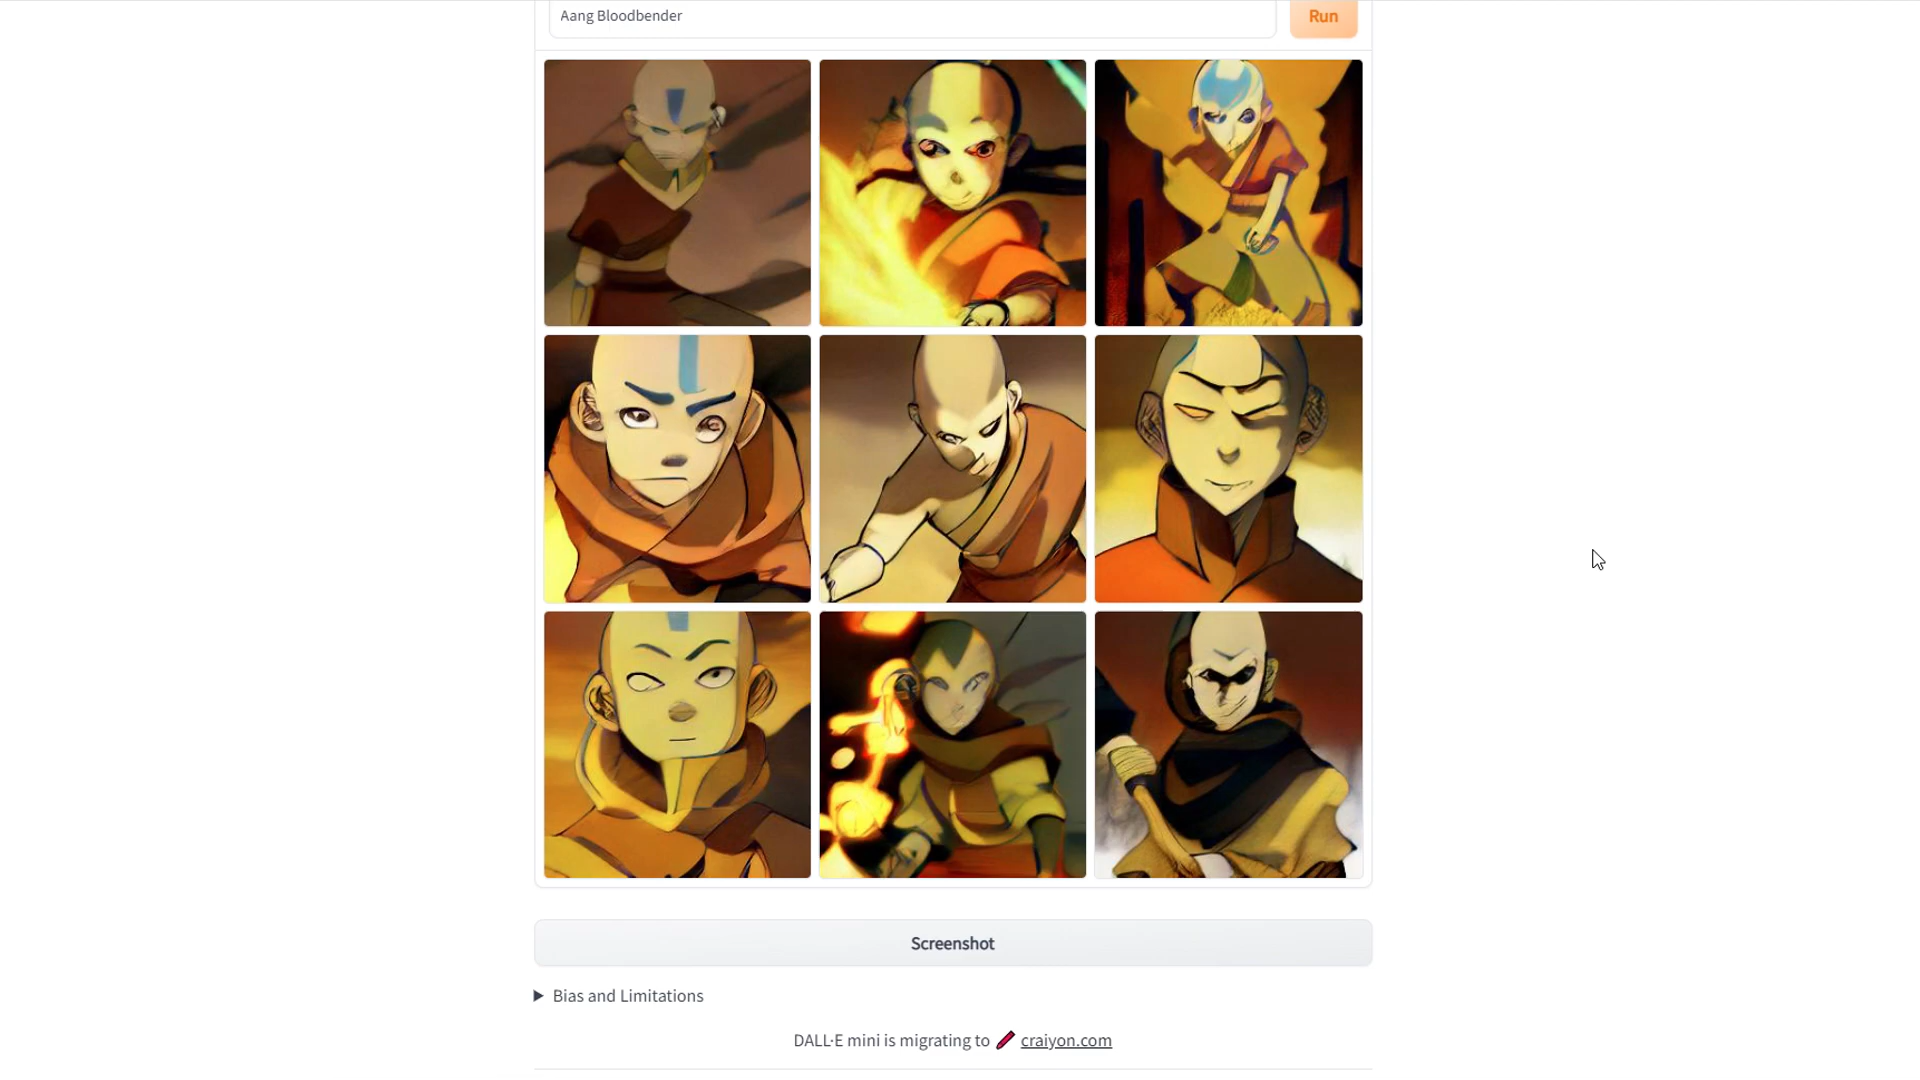 Aang Bloodbender
Run
Screenshot
Bias and Limitations
DALL·E mini is migrating to craiyon.com